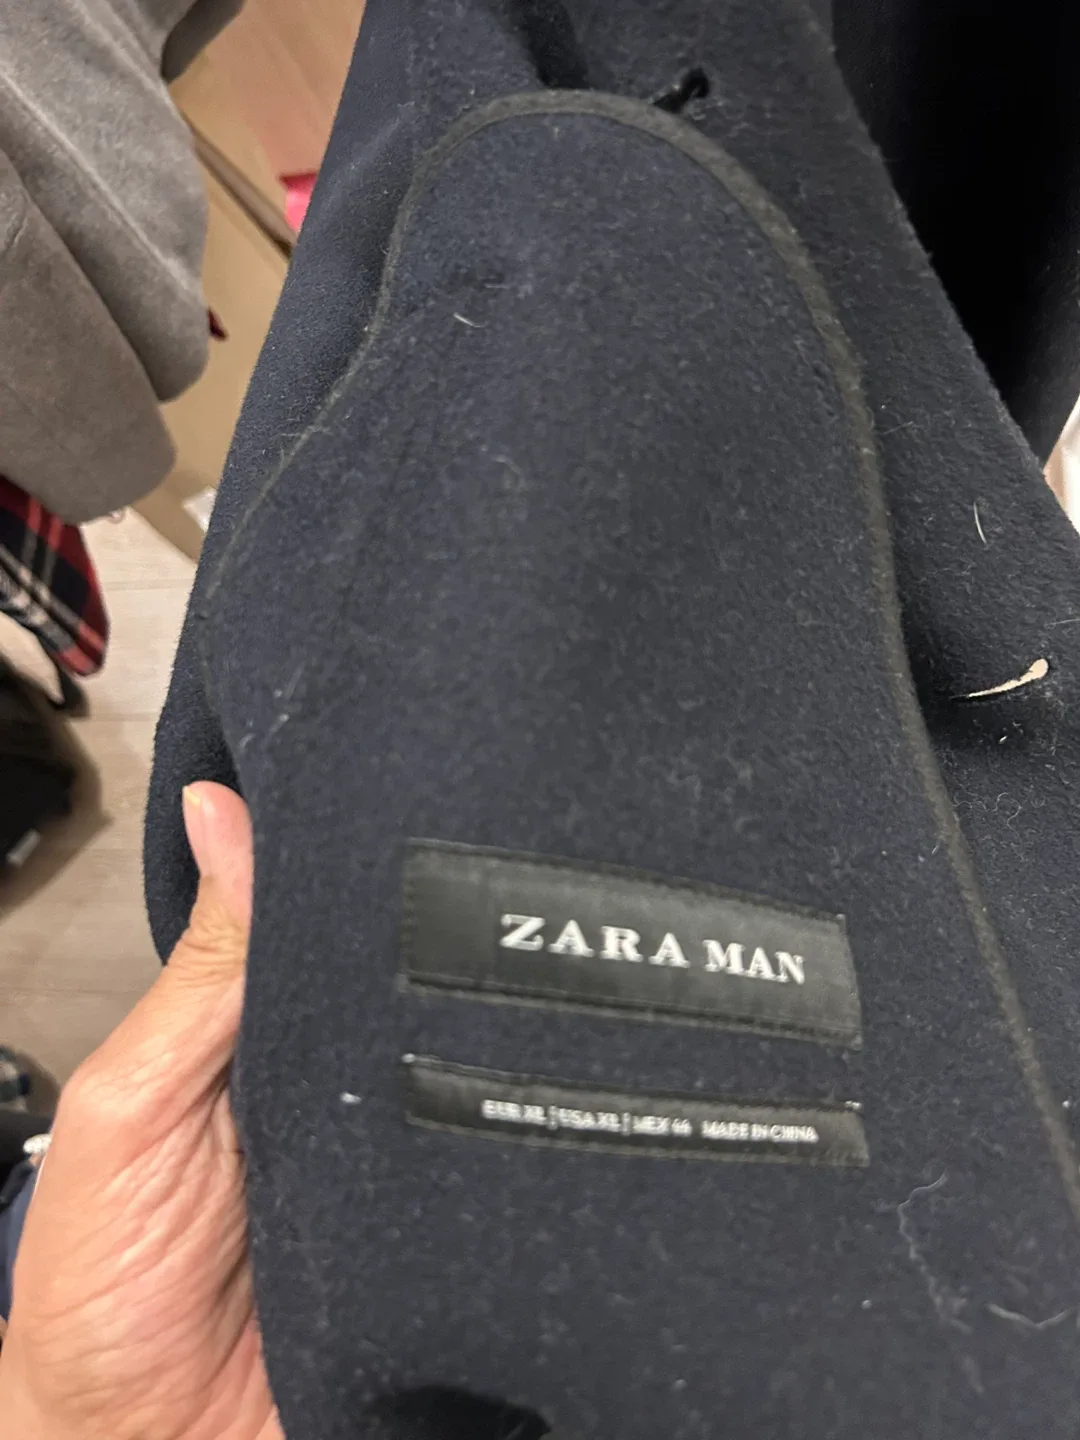 ZARA MAN
EUR XL | USA XL | MEX 44 MADE IN CHINA